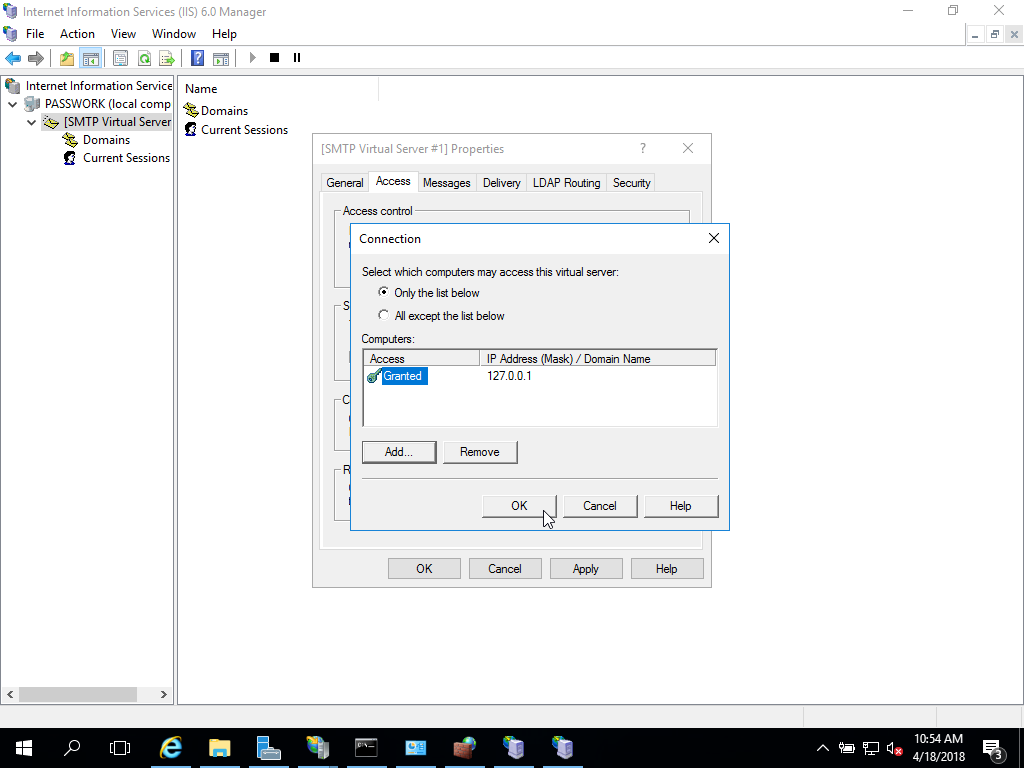 Internet Information Services (IIS) 6.0 Manager
File Action View Window Help
Internet Information Service
PASSWORK (local comp
[SMTP Virtual Server
Domains
Current Sessions
Name
Domains
Current Sessions
[SMTP Virtual Server #1] Properties
General Access Messages Delivery LDAP Routing Security
Access control
Connection
Select which computers may access this virtual server:
Only the list below
All except the list below
Computers:
Access IP Address (Mask) / Domain Name
Granted 127.0.0.1
Add... Remove
OK Cancel Help
OK Cancel Apply Help
10:54 AM
4/18/2018
3